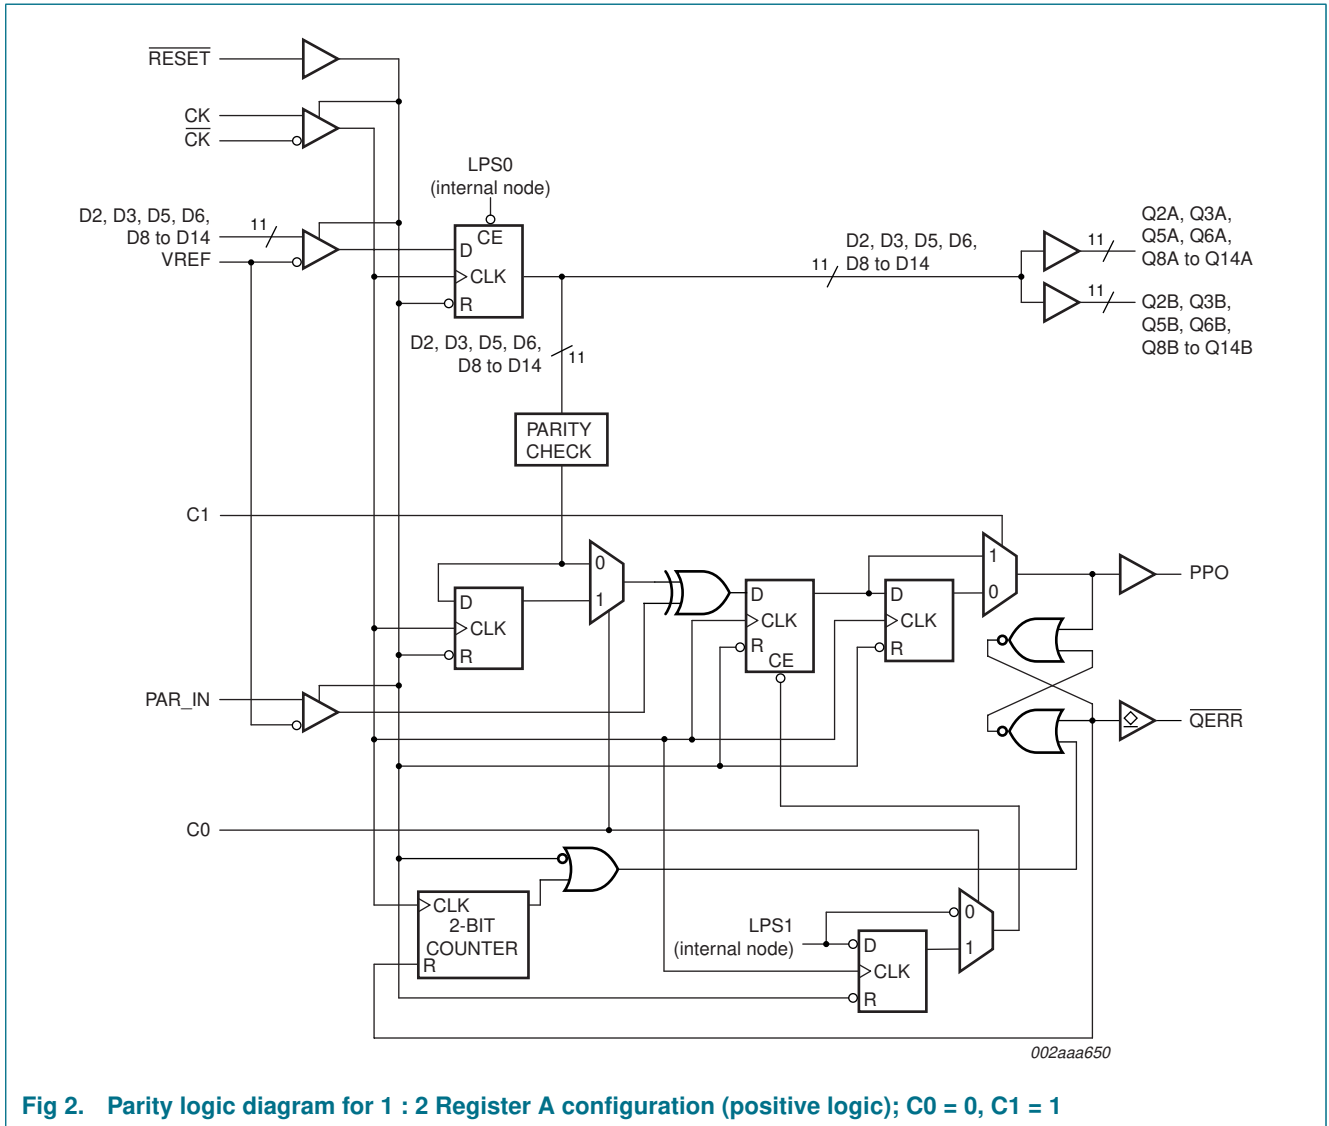 RESET
CK
CK
LPS0
(internal node)
D2, D3, D5, D6,
D8 to D14
11
VREF
CE
D
CLK
R
D2, D3, D5, D6,
D8 to D14
11
Q2A, Q3A,
Q5A, Q6A,
Q8A to Q14A
11
Q2B, Q3B,
Q5B, Q6B,
Q8B to Q14B
11
D2, D3, D5, D6,
D8 to D14
11
PARITY
CHECK
C1
0
1
D
CLK
R
D
CLK
R
CE
D
CLK
R
1
0
PPO
PAR_IN
QERR
C0
CLK
2-BIT
COUNTER
R
LPS1
(internal node)
D
CLK
R
0
1
002aaa650
Fig 2. Parity logic diagram for 1 : 2 Register A configuration (positive logic); C0 = 0, C1 = 1